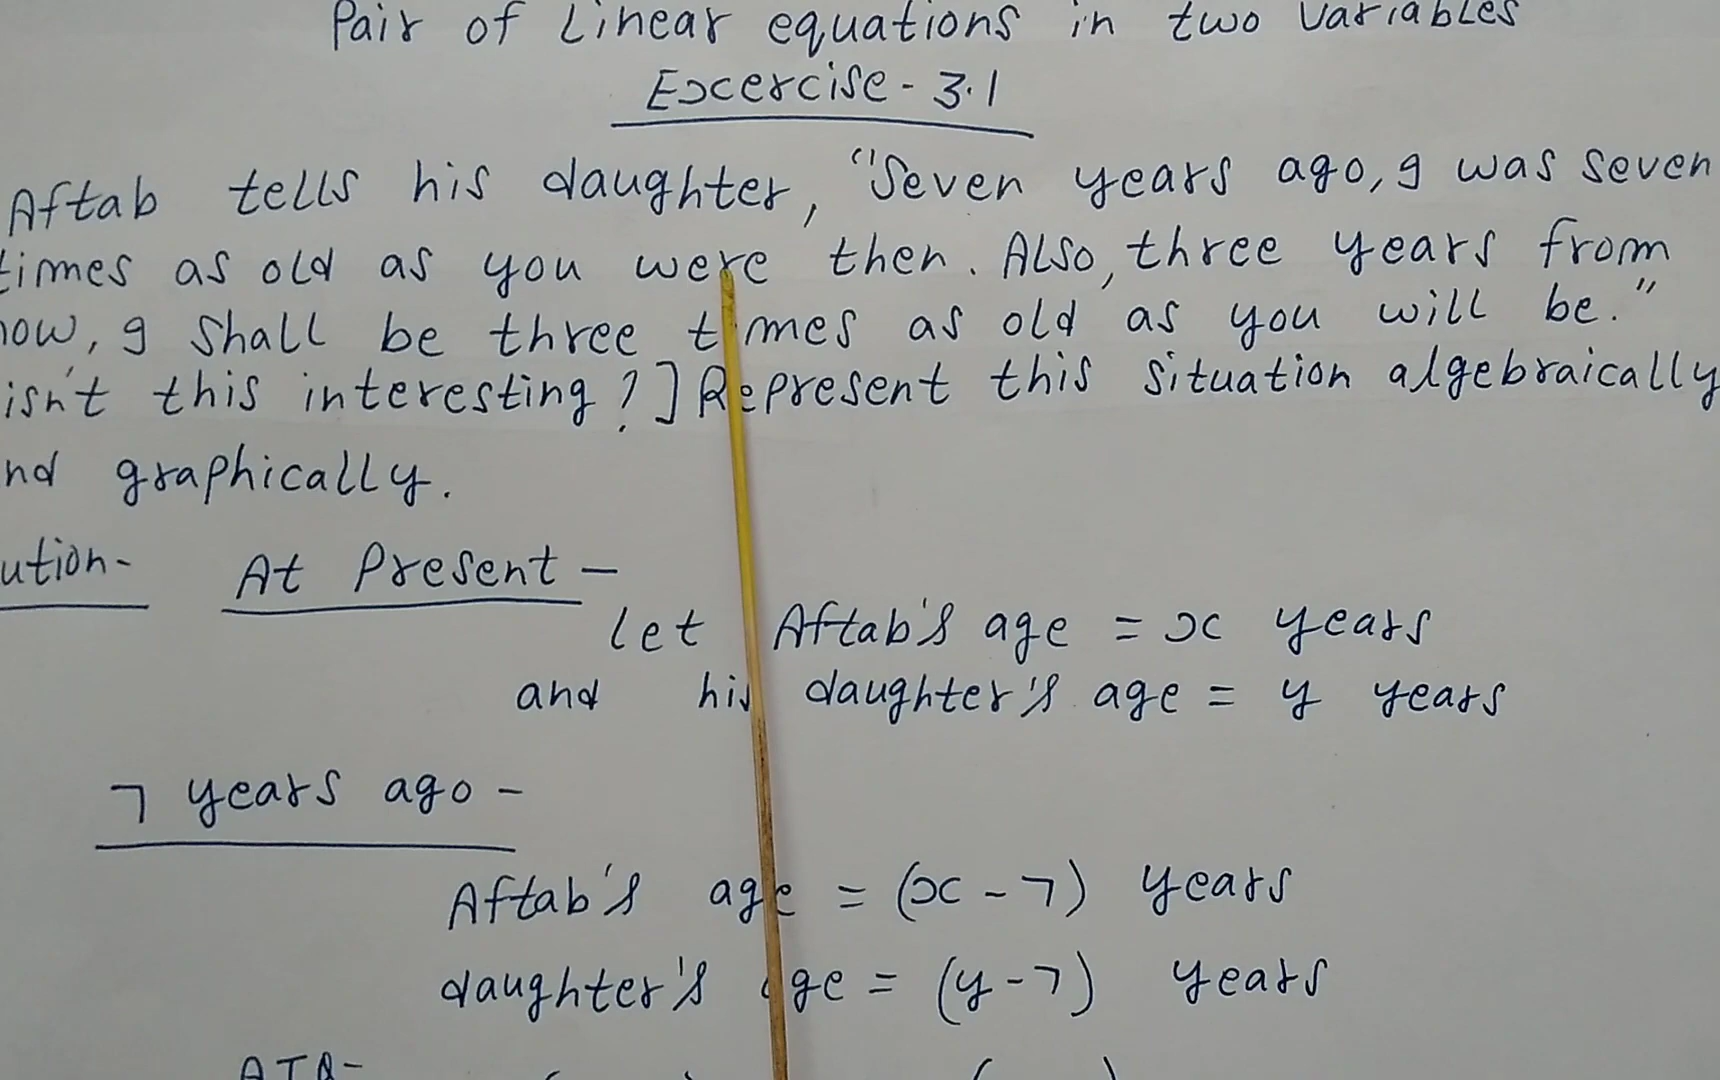 Pair of Linear equations in two variables
Excercise - 3.1
Aftab tells his daughter, "Seven years ago, I was seven
times as old as you were then. Also, three years from
now, I shall be three times as old as you will be."
isn't this interesting?] Represent this situation algebraically
nd graphically.
ution- At Present -
let Aftab's age = x years
and his daughter's age = y years
7 years ago -
Aftab's age = (x - 7) years
daughter's age = (y - 7) years
ATQ-